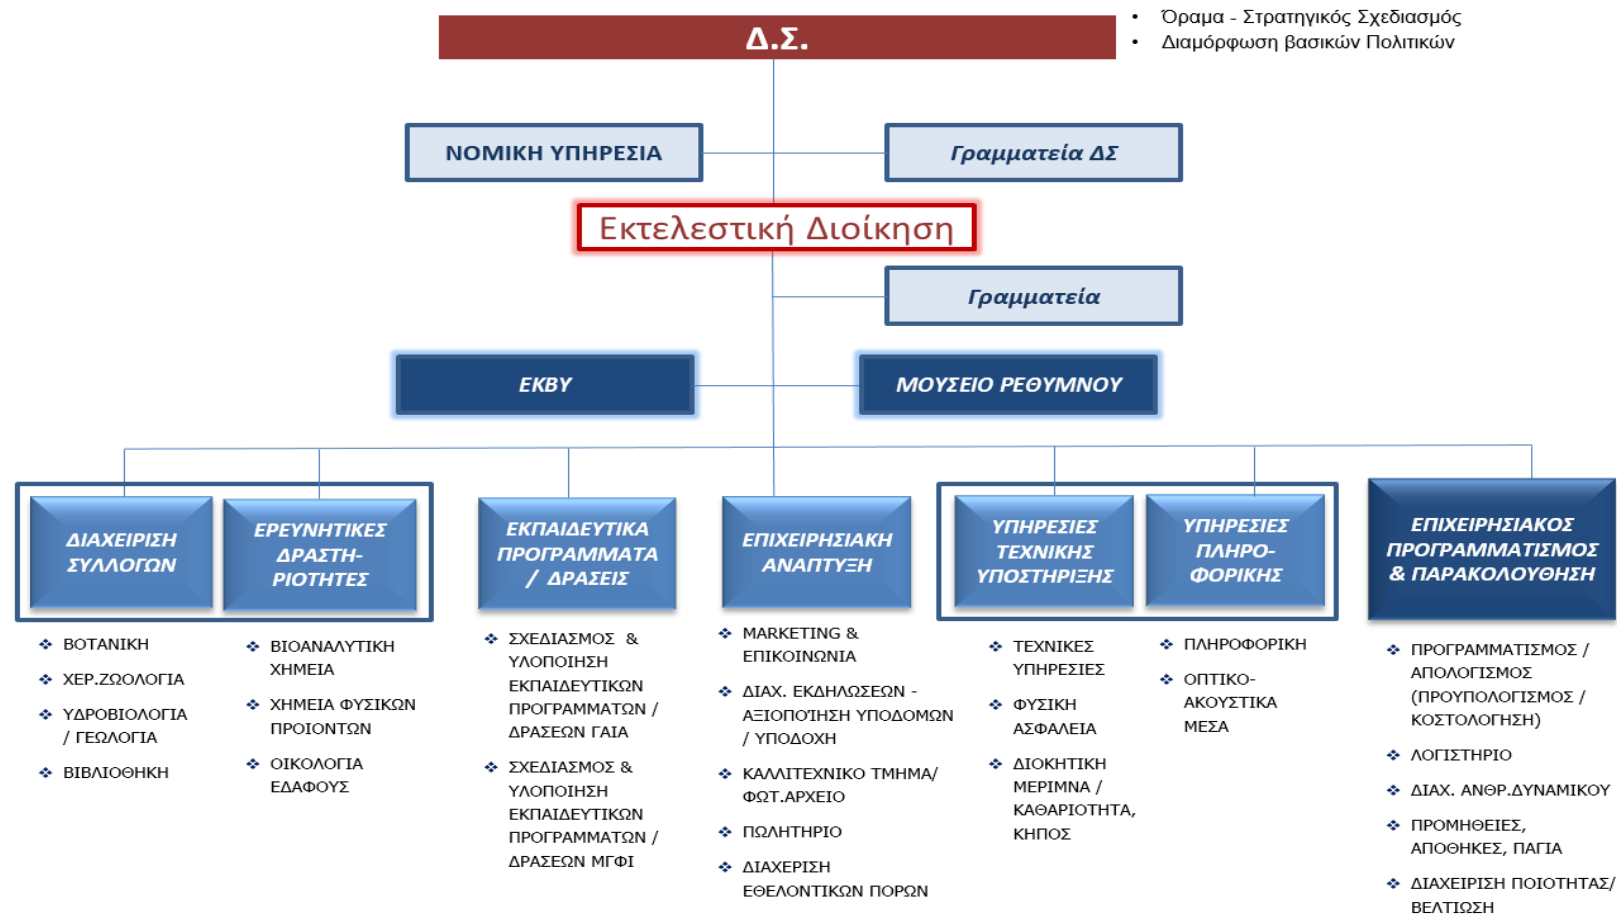 Δ.Σ.
• Όραμα - Στρατηγικός Σχεδιασμός
• Διαμόρφωση βασικών Πολιτικών
ΝΟΜΙΚΗ ΥΠΗΡΕΣΙΑ
Γραμματεία ΔΣ
Εκτελεστική Διοίκηση
Γραμματεία
ΕΚΒΥ
ΜΟΥΣΕΙΟ ΡΕΘΥΜΝΟΥ
ΔΙΑΧΕΙΡΙΣΗ
ΣΥΛΛΟΓΩΝ
❖ ΒΟΤΑΝΙΚΗ
❖ ΧΕΡ.ΖΩΟΛΟΓΙΑ
❖ ΥΔΡΟΒΙΟΛΟΓΙΑ
/ ΓΕΩΛΟΓΙΑ
❖ ΒΙΒΛΙΟΘΗΚΗ
ΕΡΕΥΝΗΤΙΚΕΣ
ΔΡΑΣΤΗ-
ΡΙΟΤΗΤΕΣ
❖ ΒΙΟΑΝΑΛΥΤΙΚΗ
ΧΗΜΕΙΑ
❖ ΧΗΜΕΙΑ ΦΥΣΙΚΩΝ
ΠΡΟΙΟΝΤΩΝ
❖ ΟΙΚΟΛΟΓΙΑ
ΕΔΑΦΟΥΣ
ΕΚΠΑΙΔΕΥΤΙΚΑ
ΠΡΟΓΡΑΜΜΑΤΑ
/ ΔΡΑΣΕΙΣ
❖ ΣΧΕΔΙΑΣΜΟΣ &
ΥΛΟΠΟΙΗΣΗ
ΕΚΠΑΙΔΕΥΤΙΚΩΝ
ΠΡΟΓΡΑΜΜΑΤΩΝ /
ΔΡΑΣΕΩΝ ΓΑΙΑ
❖ ΣΧΕΔΙΑΣΜΟΣ &
ΥΛΟΠΟΙΗΣΗ
ΕΚΠΑΙΔΕΥΤΙΚΩΝ
ΠΡΟΓΡΑΜΜΑΤΩΝ /
ΔΡΑΣΕΩΝ ΜΓΦΙ
ΕΠΙΧΕΙΡΗΣΙΑΚΗ
ΑΝΑΠΤΥΞΗ
❖ MARKETING &
ΕΠΙΚΟΙΝΩΝΙΑ
❖ ΔΙΑΧ. ΕΚΔΗΛΩΣΕΩΝ -
ΑΞΙΟΠΟΊΗΣΗ ΥΠΟΔΟΜΩΝ
/ ΥΠΟΔΟΧΗ
❖ ΚΑΛΛΙΤΕΧΝΙΚΟ ΤΜΗΜΑ/
ΦΩΤ.ΑΡΧΕΙΟ
❖ ΠΩΛΗΤΗΡΙΟ
❖ ΔΙΑΧΕΡΙΣΗ
ΕΘΕΛΟΝΤΙΚΩΝ ΠΟΡΩΝ
ΥΠΗΡΕΣΙΕΣ
ΤΕΧΝΙΚΗΣ
ΥΠΟΣΤΗΡΙΞΗΣ
❖ ΤΕΧΝΙΚΕΣ
ΥΠΗΡΕΣΙΕΣ
❖ ΦΥΣΙΚΗ
ΑΣΦΑΛΕΙΑ
❖ ΔΙΟΚΗΤΙΚΗ
ΜΕΡΙΜΝΑ /
ΚΑΘΑΡΙΟΤΗΤΑ,
ΚΗΠΟΣ
ΥΠΗΡΕΣΙΕΣ
ΠΛΗΡΟ-
ΦΟΡΙΚΗΣ
❖ ΠΛΗΡΟΦΟΡΙΚΗ
❖ ΟΠΤΙΚΟ-
ΑΚΟΥΣΤΙΚΑ
ΜΕΣΑ
ΕΠΙΧΕΙΡΗΣΙΑΚΟΣ
ΠΡΟΓΡΑΜΜΑΤΙΣΜΟΣ
& ΠΑΡΑΚΟΛΟΥΘΗΣΗ
❖ ΠΡΟΓΡΑΜΜΑΤΙΣΜΟΣ /
ΑΠΟΛΟΓΙΣΜΟΣ
(ΠΡΟΥΠΟΛΟΓΙΣΜΟΣ /
ΚΟΣΤΟΛΟΓΗΣΗ)
❖ ΛΟΓΙΣΤΗΡΙΟ
❖ ΔΙΑΧ. ΑΝΘΡ.ΔΥΝΑΜΙΚΟΥ
❖ ΠΡΟΜΗΘΕΙΕΣ,
ΑΠΟΘΗΚΕΣ, ΠΑΓΙΑ
❖ ΔΙΑΧΕΙΡΙΣΗ ΠΟΙΟΤΗΤΑΣ/
ΒΕΛΤΙΩΣΗ